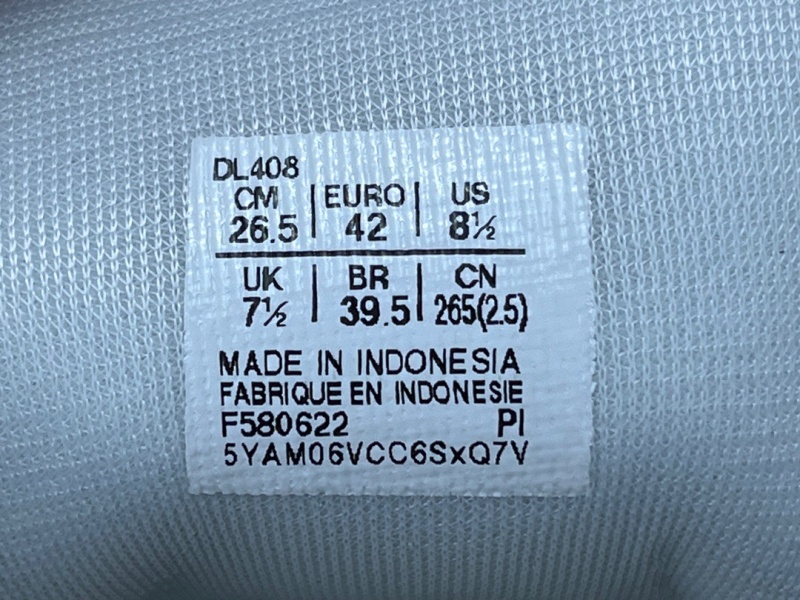 DL408
CM | EURO | US
26.5 | 42 | 8½
UK | BR | CN
7½ | 39.5 | 265(2.5)
MADE IN INDONESIA
FABRIQUE EN INDONESIE
F580622 PI
5YAM06VCC6SxQ7V